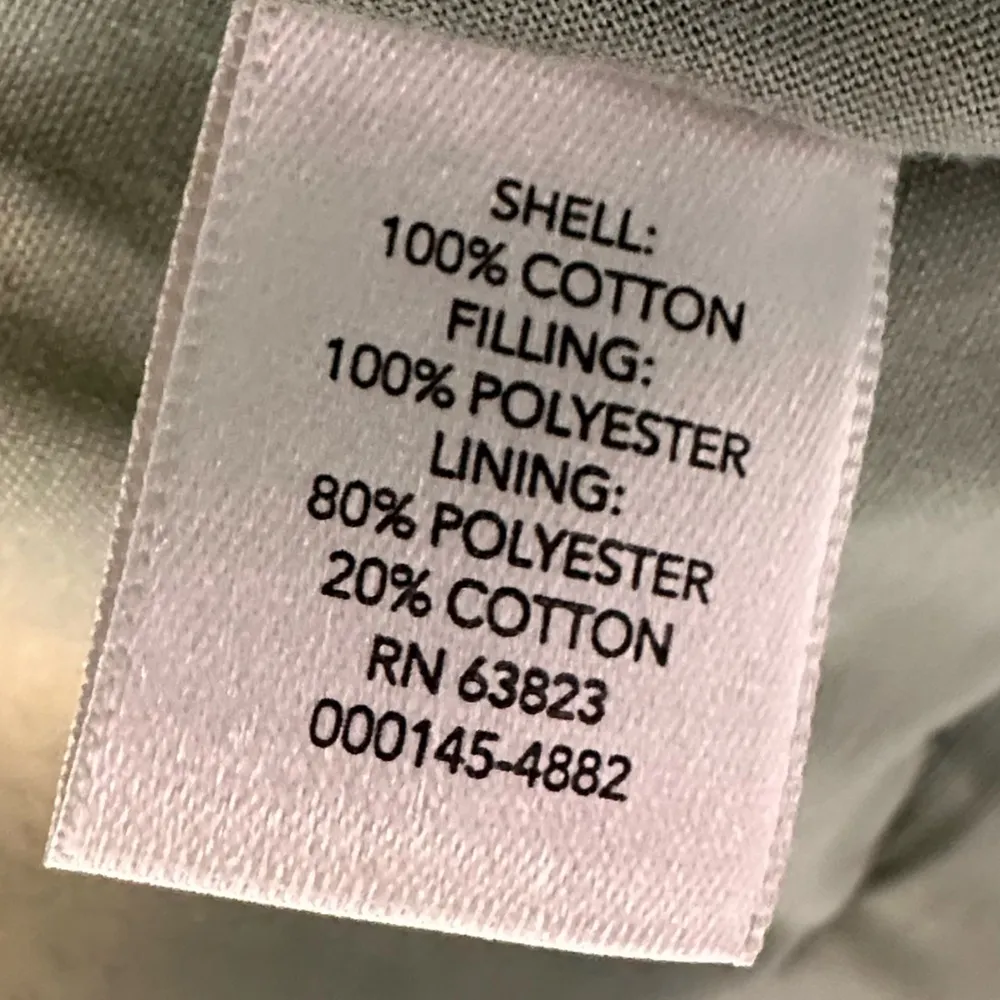 SHELL:
100% COTTON
FILLING:
100% POLYESTER
LINING:
80% POLYESTER
20% COTTON
RN 63823
000145-4882